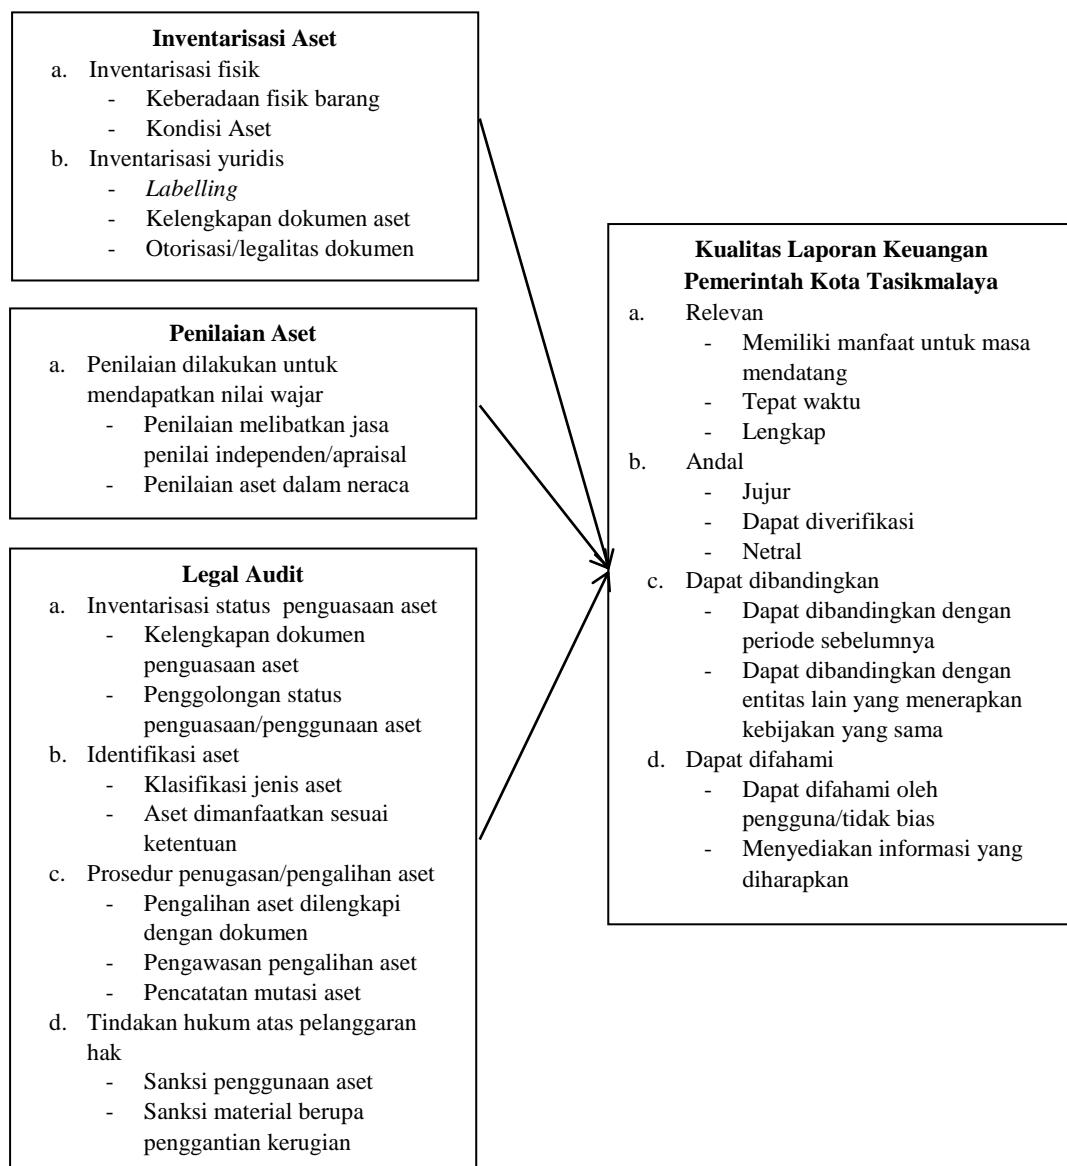 Inventarisasi Aset
a. Inventarisasi fisik
- Keberadaan fisik barang
- Kondisi Aset
b. Inventarisasi yuridis
- Labelling
- Kelengkapan dokumen aset
- Otorisasi/legalitas dokumen
Penilaian Aset
a. Penilaian dilakukan untuk
mendapatkan nilai wajar
- Penilaian melibatkan jasa
penilai independen/apraisal
- Penilaian aset dalam neraca
Legal Audit
a. Inventarisasi status penguasaan aset
- Kelengkapan dokumen
penguasaan aset
- Penggolongan status
penguasaan/penggunaan aset
b. Identifikasi aset
- Klasifikasi jenis aset
- Aset dimanfaatkan sesuai
ketentuan
c. Prosedur penugasan/pengalihan aset
- Pengalihan aset dilengkapi
dengan dokumen
- Pengawasan pengalihan aset
- Pencatatan mutasi aset
d. Tindakan hukum atas pelanggaran
hak
- Sanksi penggunaan aset
- Sanksi material berupa
penggantian kerugian
Kualitas Laporan Keuangan
Pemerintah Kota Tasikmalaya
a. Relevan
- Memiliki manfaat untuk masa
mendatang
- Tepat waktu
- Lengkap
b. Andal
- Jujur
- Dapat diverifikasi
- Netral
c. Dapat dibandingkan
- Dapat dibandingkan dengan
periode sebelumnya
- Dapat dibandingkan dengan
entitas lain yang menerapkan
kebijakan yang sama
d. Dapat difahami
- Dapat difahami oleh
pengguna/tidak bias
- Menyediakan informasi yang
diharapkan